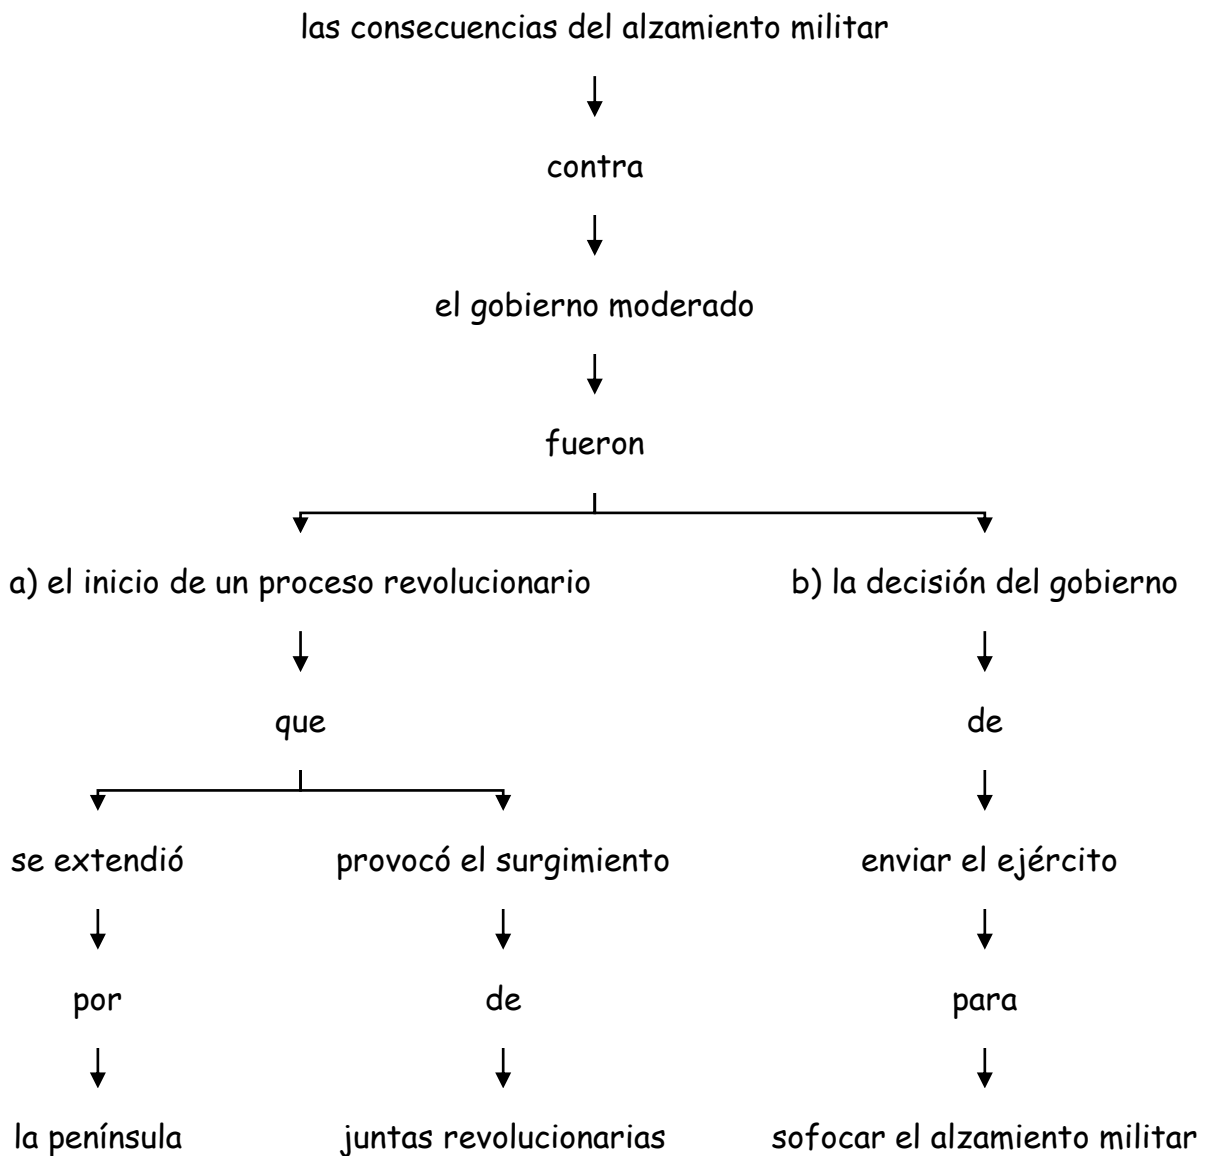 las consecuencias del alzamiento militar
contra
el gobierno moderado
fueron
a) el inicio de un proceso revolucionario
b) la decisión del gobierno
que
de
se extendió
provocó el surgimiento
enviar el ejército
por
de
para
la península
juntas revolucionarias
sofocar el alzamiento militar